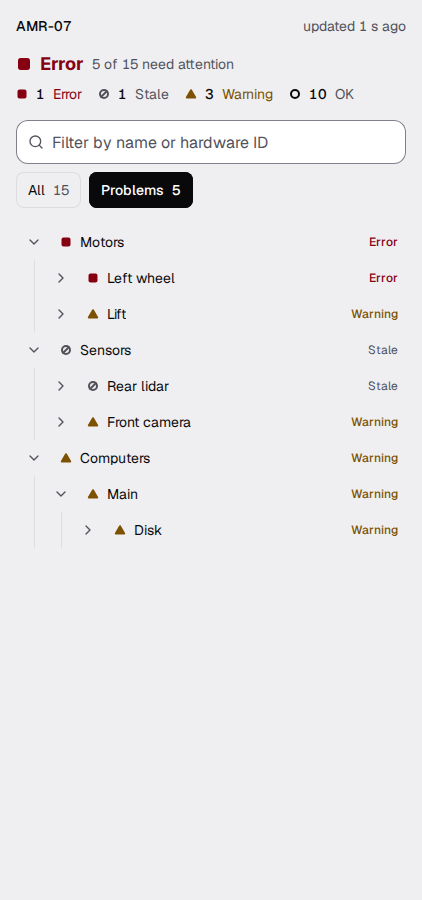 AMR-07 updated 1 s ago
Error 5 of 15 need attention
1 Error 1 Stale 3 Warning 10 OK
Filter by name or hardware ID
All 15 Problems 5
Motors Error
Left wheel Error
Lift Warning
Sensors Stale
Rear lidar Stale
Front camera Warning
Computers Warning
Main Warning
Disk Warning